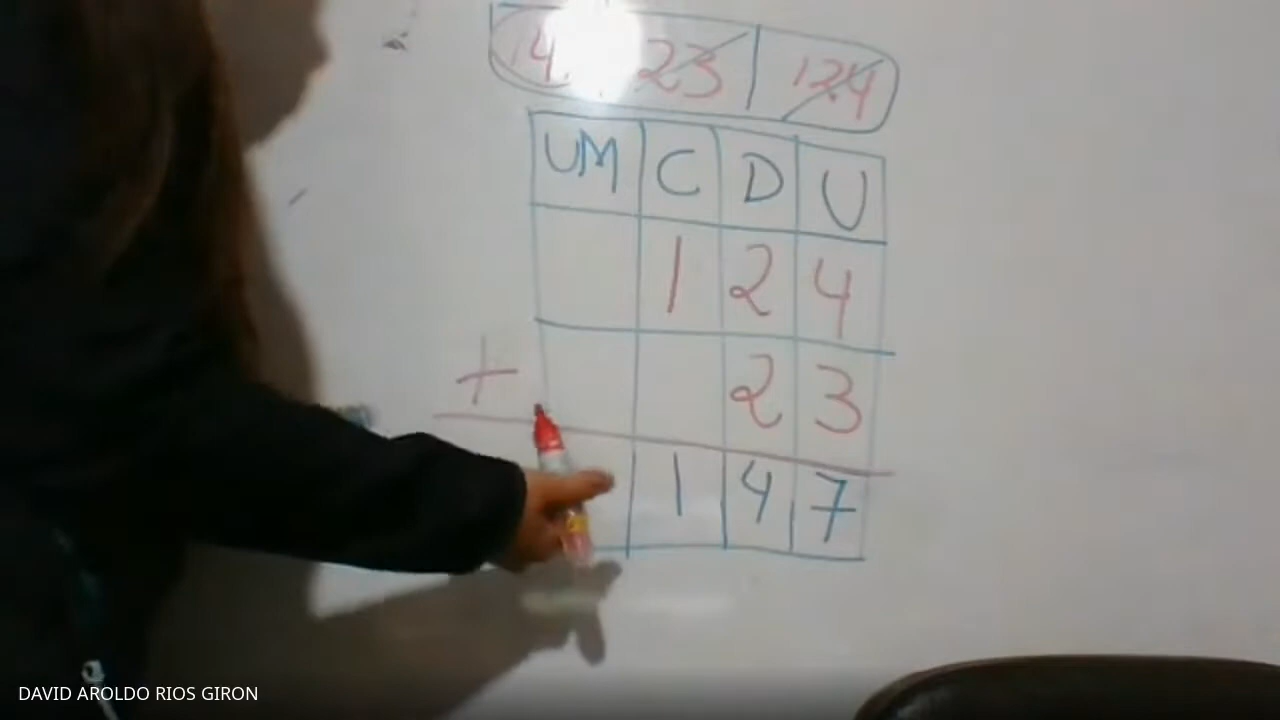 14 23 124
UM C D U
1 2 4
+ 2 3
1 4 7
DAVID AROLDO RIOS GIRON